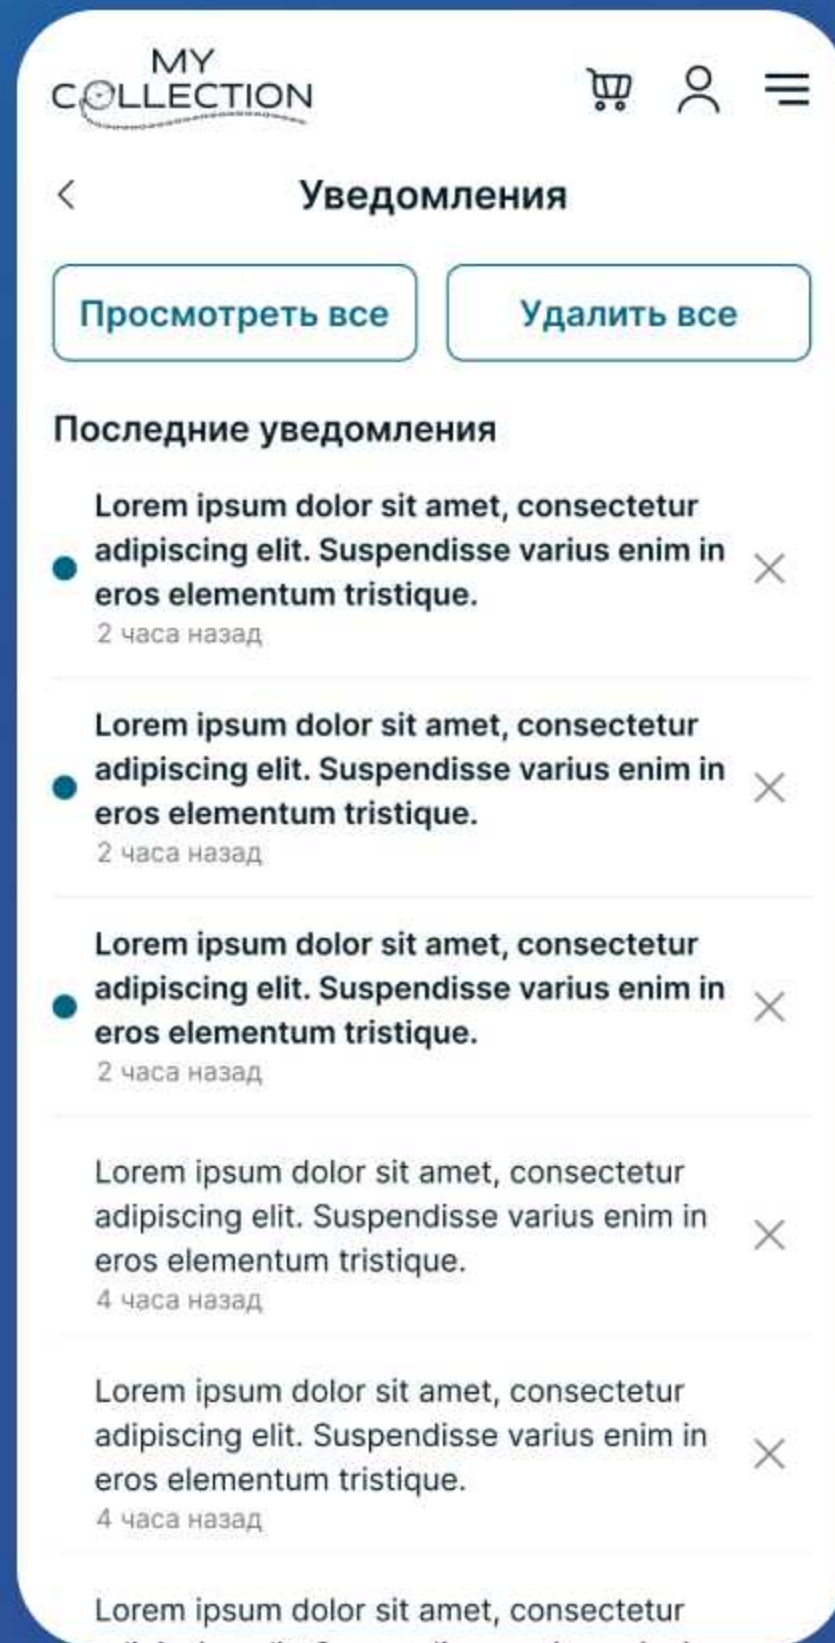 MY
COLLECTION
Уведомления
Просмотреть все
Удалить все
Последние уведомления
Lorem ipsum dolor sit amet, consectetur
adipiscing elit. Suspendisse varius enim in
eros elementum tristique.
2 часа назад
Lorem ipsum dolor sit amet, consectetur
adipiscing elit. Suspendisse varius enim in
eros elementum tristique.
2 часа назад
Lorem ipsum dolor sit amet, consectetur
adipiscing elit. Suspendisse varius enim in
eros elementum tristique.
2 часа назад
Lorem ipsum dolor sit amet, consectetur
adipiscing elit. Suspendisse varius enim in
eros elementum tristique.
4 часа назад
Lorem ipsum dolor sit amet, consectetur
adipiscing elit. Suspendisse varius enim in
eros elementum tristique.
4 часа назад
Lorem ipsum dolor sit amet, consectetur